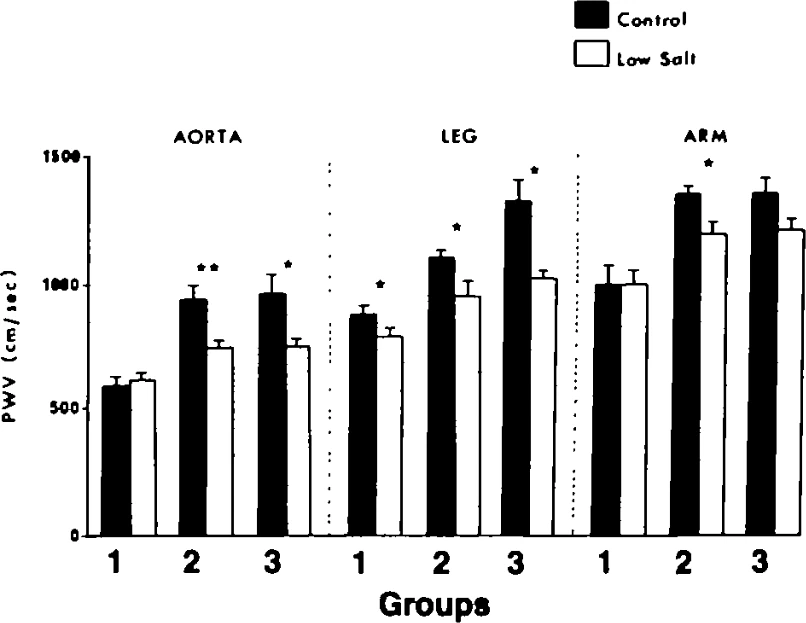 Control
Low Salt
AORTA LEG ARM
PWV (cm/sec)
1500
1000
500
0
** * * * * *
1 2 3 1 2 3 1 2 3
Groups